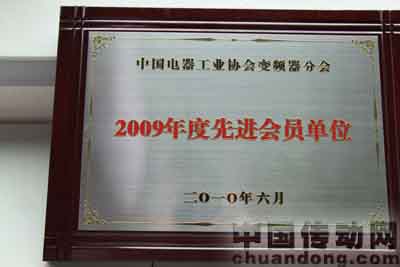 中国电器工业协会变频器分会
2009年度先进会员单位
二〇一〇年六月
中国传动网
chuandong.com